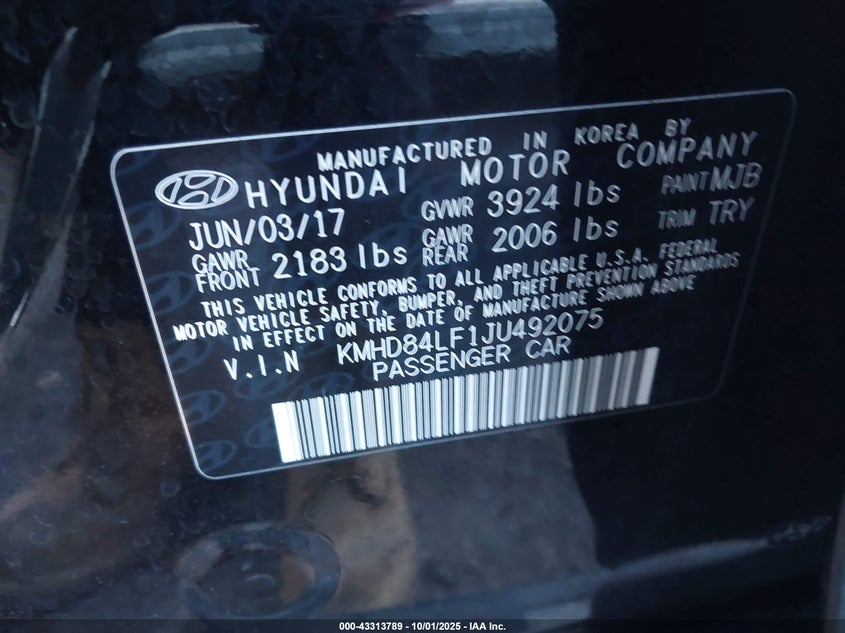 MANUFACTURED IN KOREA BY
HYUNDAI MOTOR COMPANY
JUN/03/17 GVWR 3924 lbs PAINT MJB
GAWR FRONT 2183 lbs GAWR REAR 2006 lbs TRIM TRY
THIS VEHICLE CONFORMS TO ALL APPLICABLE U.S.A. FEDERAL
MOTOR VEHICLE SAFETY, BUMPER, AND THEFT PREVENTION STANDARDS
IN EFFECT ON THE DATE OF MANUFACTURE SHOWN ABOVE
V.I.N KMHD84LF1JU492075
PASSENGER CAR
000-43313789 - 10/01/2025 - IAA Inc.